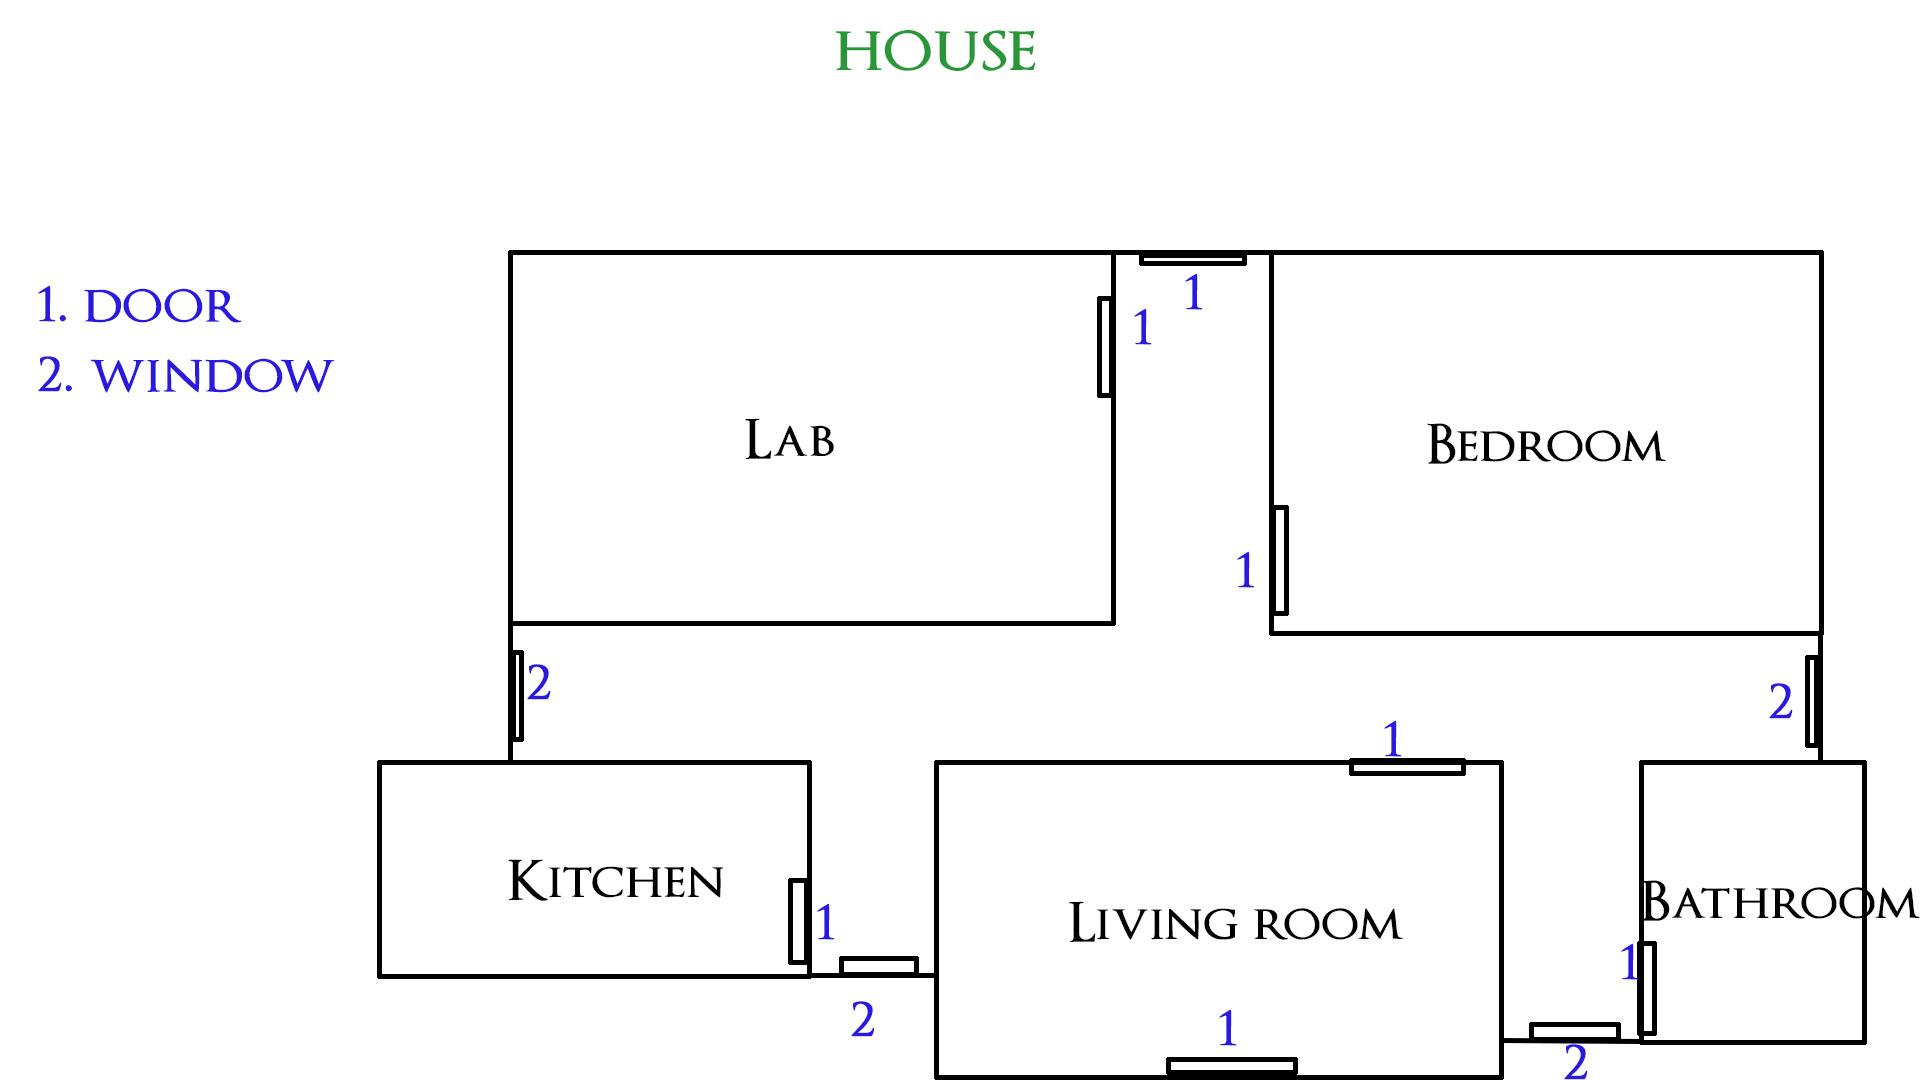 HOUSE
1. DOOR
2. WINDOW
1
1
Lab
Bedroom
1
2
2
1
Kitchen
Living room
Bathroom
1
1
2
1
2